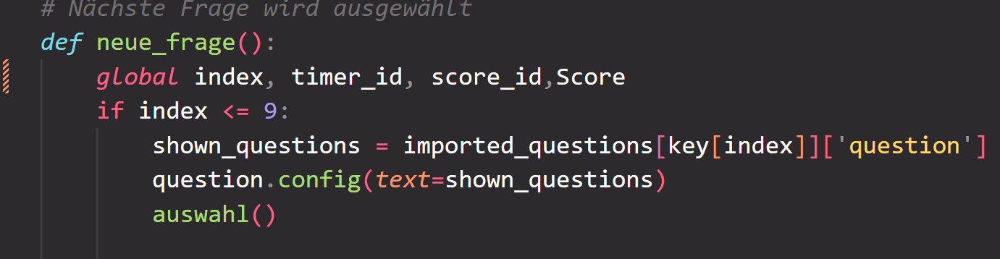 # Nächste Frage wird ausgewählt
def neue_frage():
global index, timer_id, score_id,Score
if index <= 9:
shown_questions = imported_questions[key[index]]['question']
question.config(text=shown_questions)
auswahl()